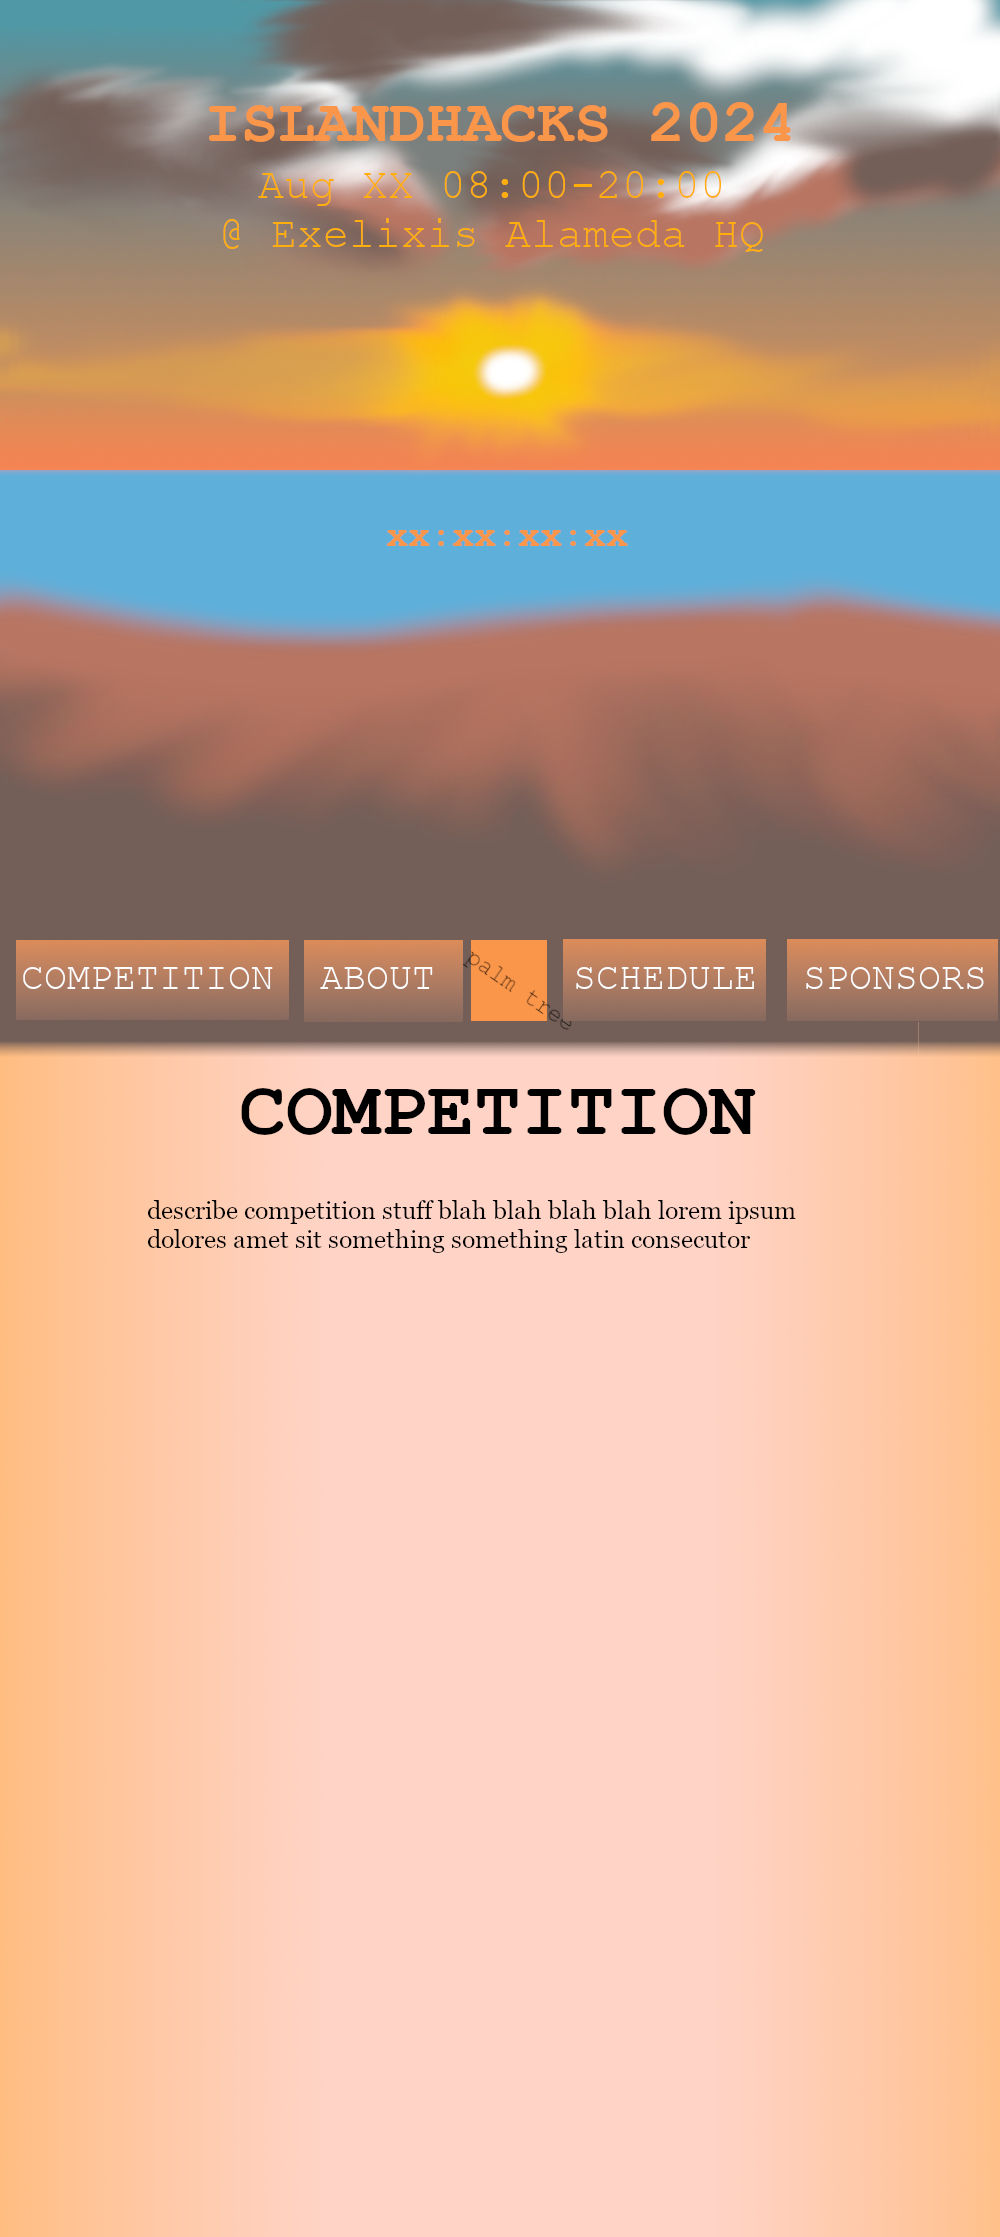 ISLANDHACKS 2024
Aug XX 08:00-20:00
@ Exelixis Alameda HQ
xx:xx:xx:xx
COMPETITION
ABOUT
palm tree
SCHEDULE
SPONSORS
COMPETITION
describe competition stuff blah blah blah blah lorem ipsum
dolores amet sit something something latin consecutor